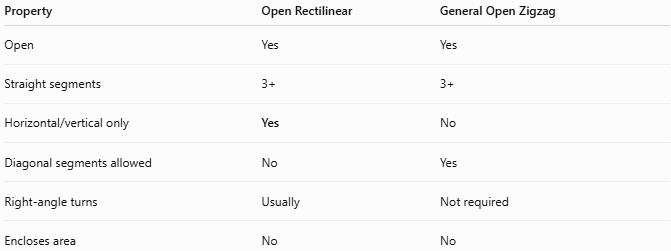 Property Open Rectilinear General Open Zigzag
Open Yes Yes
Straight segments 3+ 3+
Horizontal/vertical only Yes No
Diagonal segments allowed No Yes
Right-angle turns Usually Not required
Encloses area No No